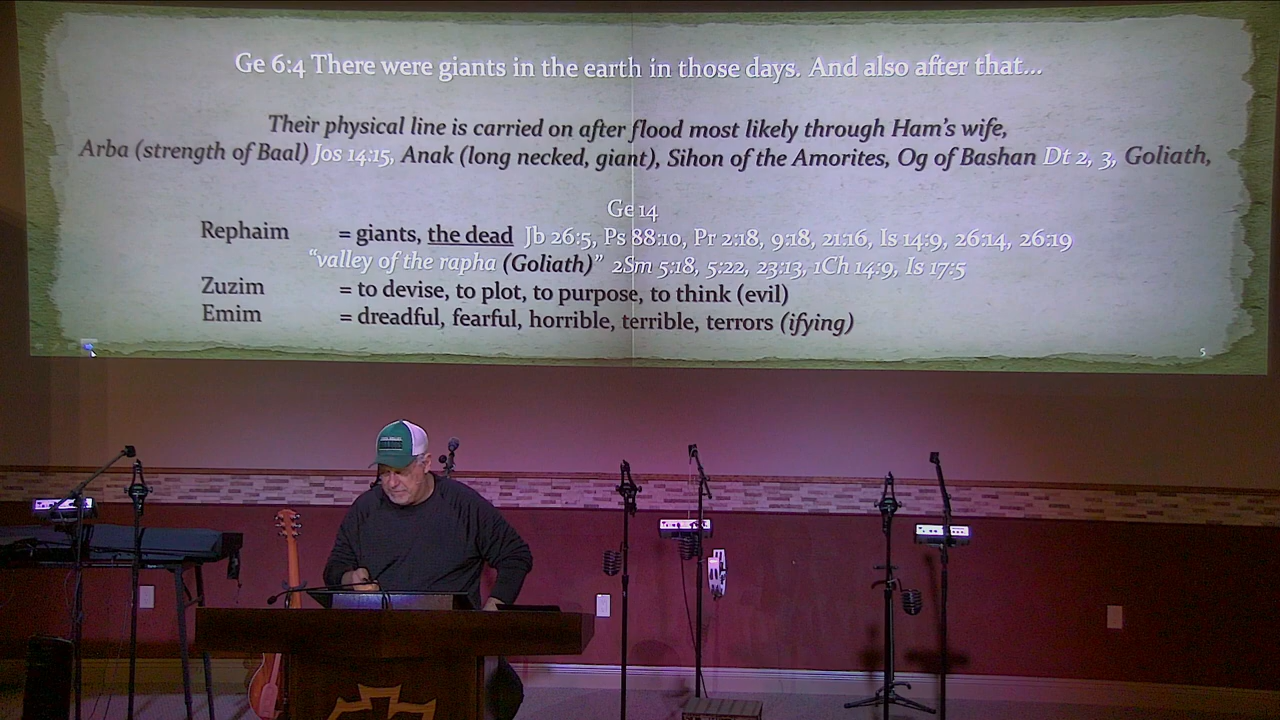 Ge 6:4 There were giants in the earth in those days. And also after that...
Their physical line is carried on after flood most likely through Ham's wife,
Arba (strength of Baal) Jos 14:15, Anak (long necked, giant), Sihon of the Amorites, Og of Bashan Dt 2, 3, Goliath,
Ge 14
Rephaim = giants, the dead Jb 26:5, Ps 88:10, Pr 2:18, 9:18, 21:16, Is 14:9, 26:14, 26:19
“valley of the rapha (Goliath)” 2Sm 5:18, 5:22, 23:13, 1Ch 14:9, Is 17:5
Zuzim = to devise, to plot, to purpose, to think (evil)
Emim = dreadful, fearful, horrible, terrible, terrors (ifying)
5